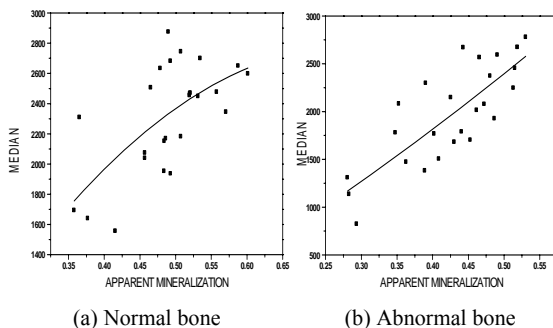 3000
2800
2600
2400
2200
2000
1800
1600
1400
MEDIAN
0.35 0.40 0.45 0.50 0.55 0.60 0.65
APPARENT MINERALIZATION
(a) Normal bone
3000
2500
2000
1500
1000
500
MEDIAN
0.25 0.30 0.35 0.40 0.45 0.50 0.55
APPARENT MINERALIZATION
(b) Abnormal bone